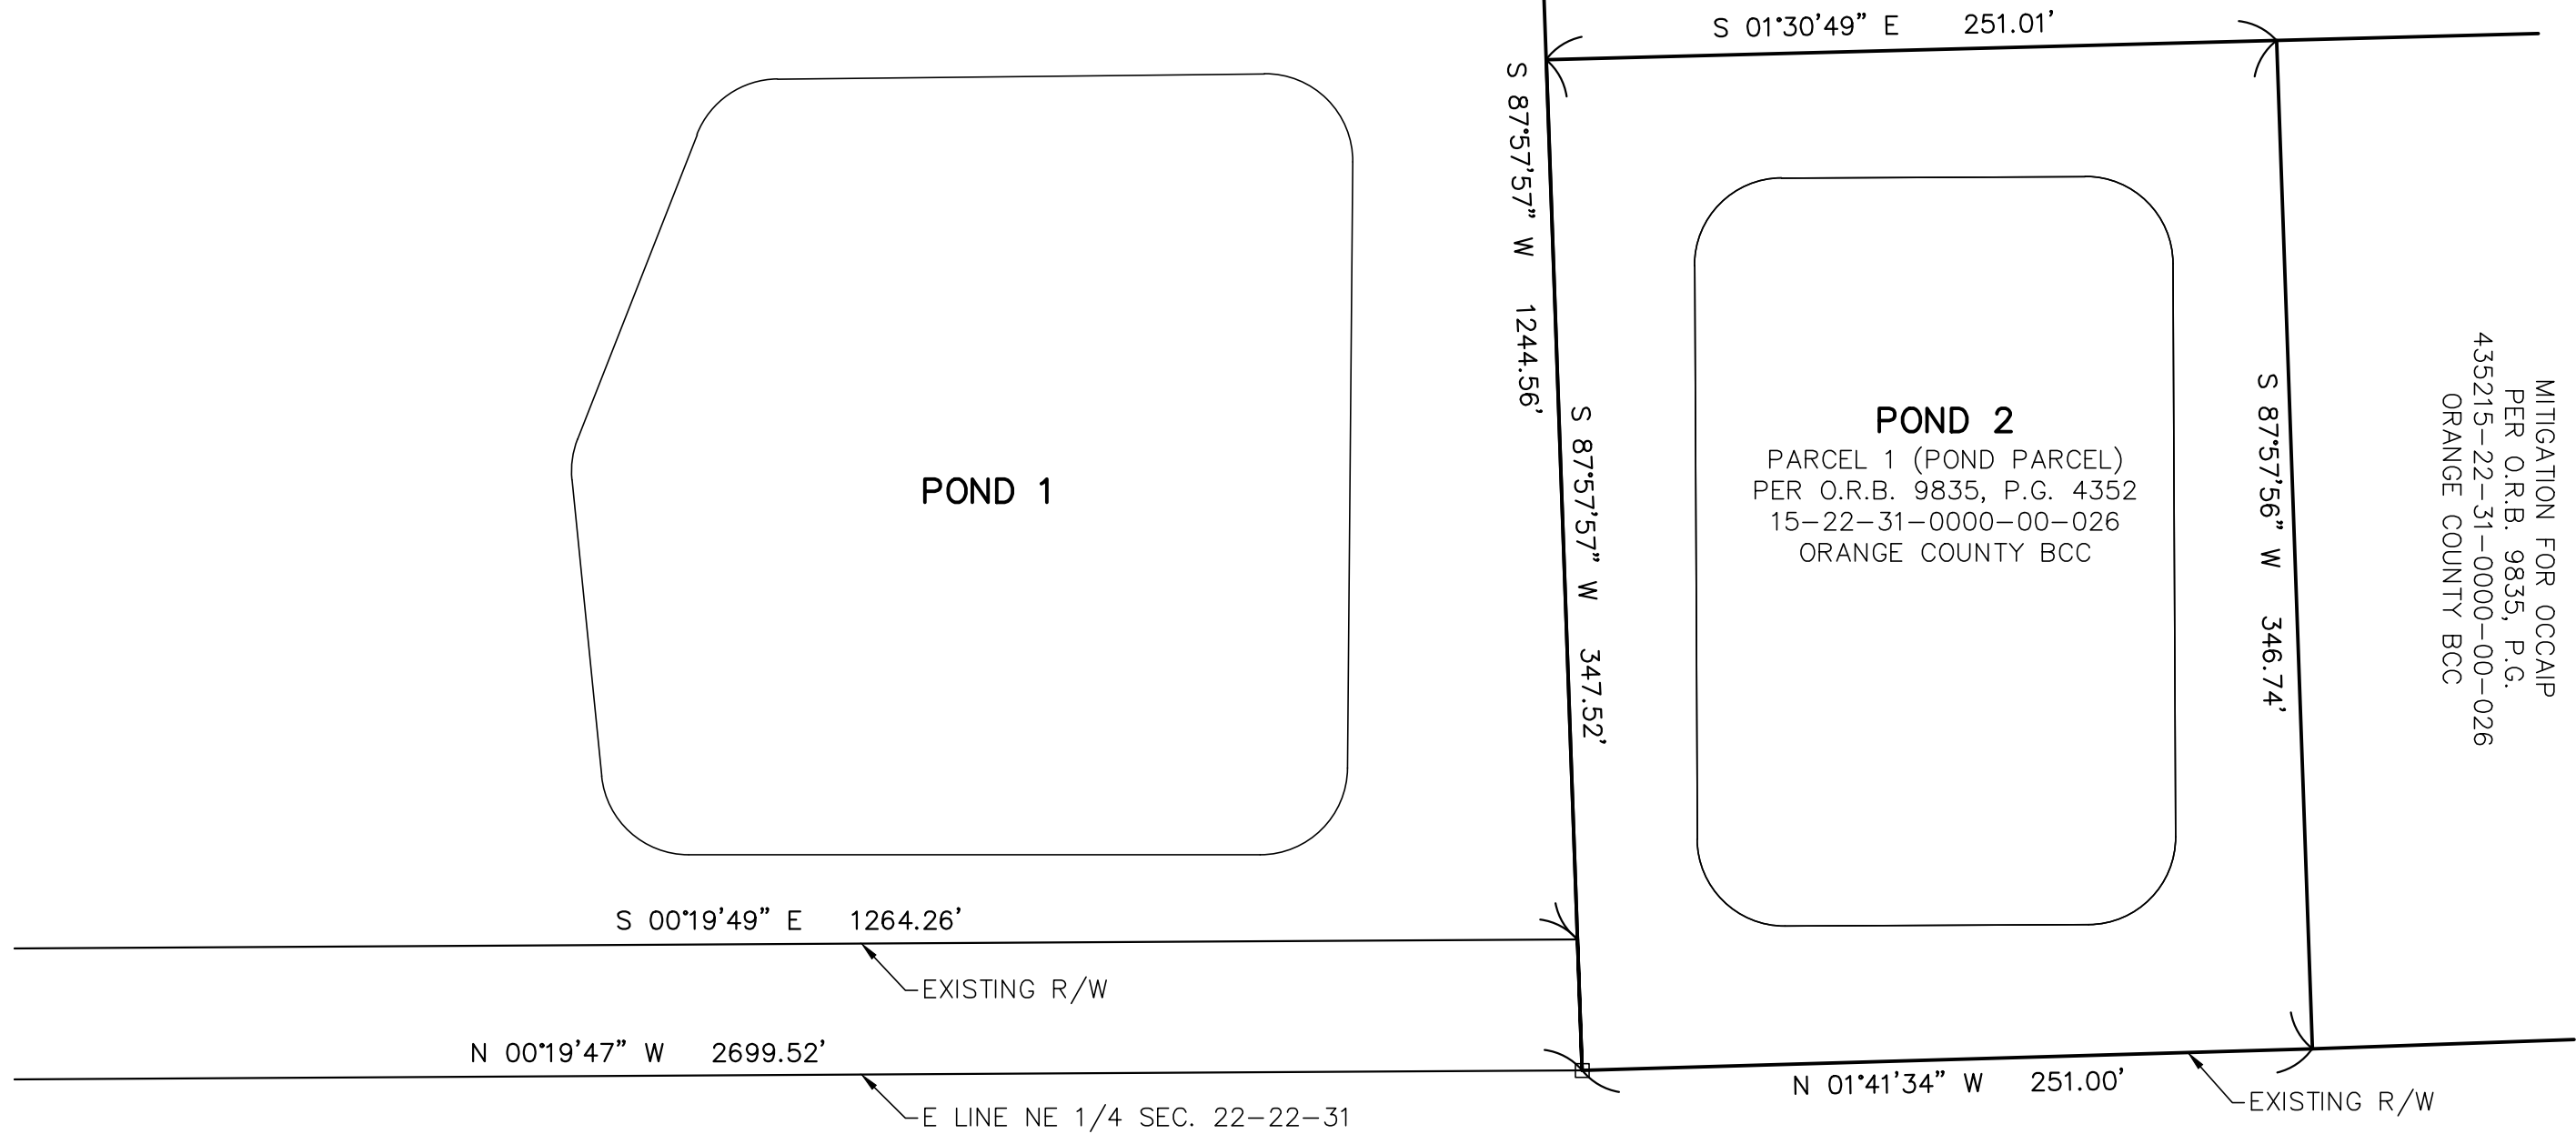 S 01°30'49" E 251.01'
S 87°57'57" W 1244.56'
POND 1
S 87°57'57" W 347.52'
POND 2
PARCEL 1 (POND PARCEL)
PER O.R.B. 9835, P.G. 4352
15-22-31-0000-00-026
ORANGE COUNTY BCC
S 87°57'56" W 346.74'
MITIGATION FOR OCCAIP
PER O.R.B. 9835, P.G.
435215-22-31-0000-00-026
ORANGE COUNTY BCC
S 00°19'49" E 1264.26'
EXISTING R/W
N 00°19'47" W 2699.52'
E LINE NE 1/4 SEC. 22-22-31
N 01°41'34" W 251.00'
EXISTING R/W